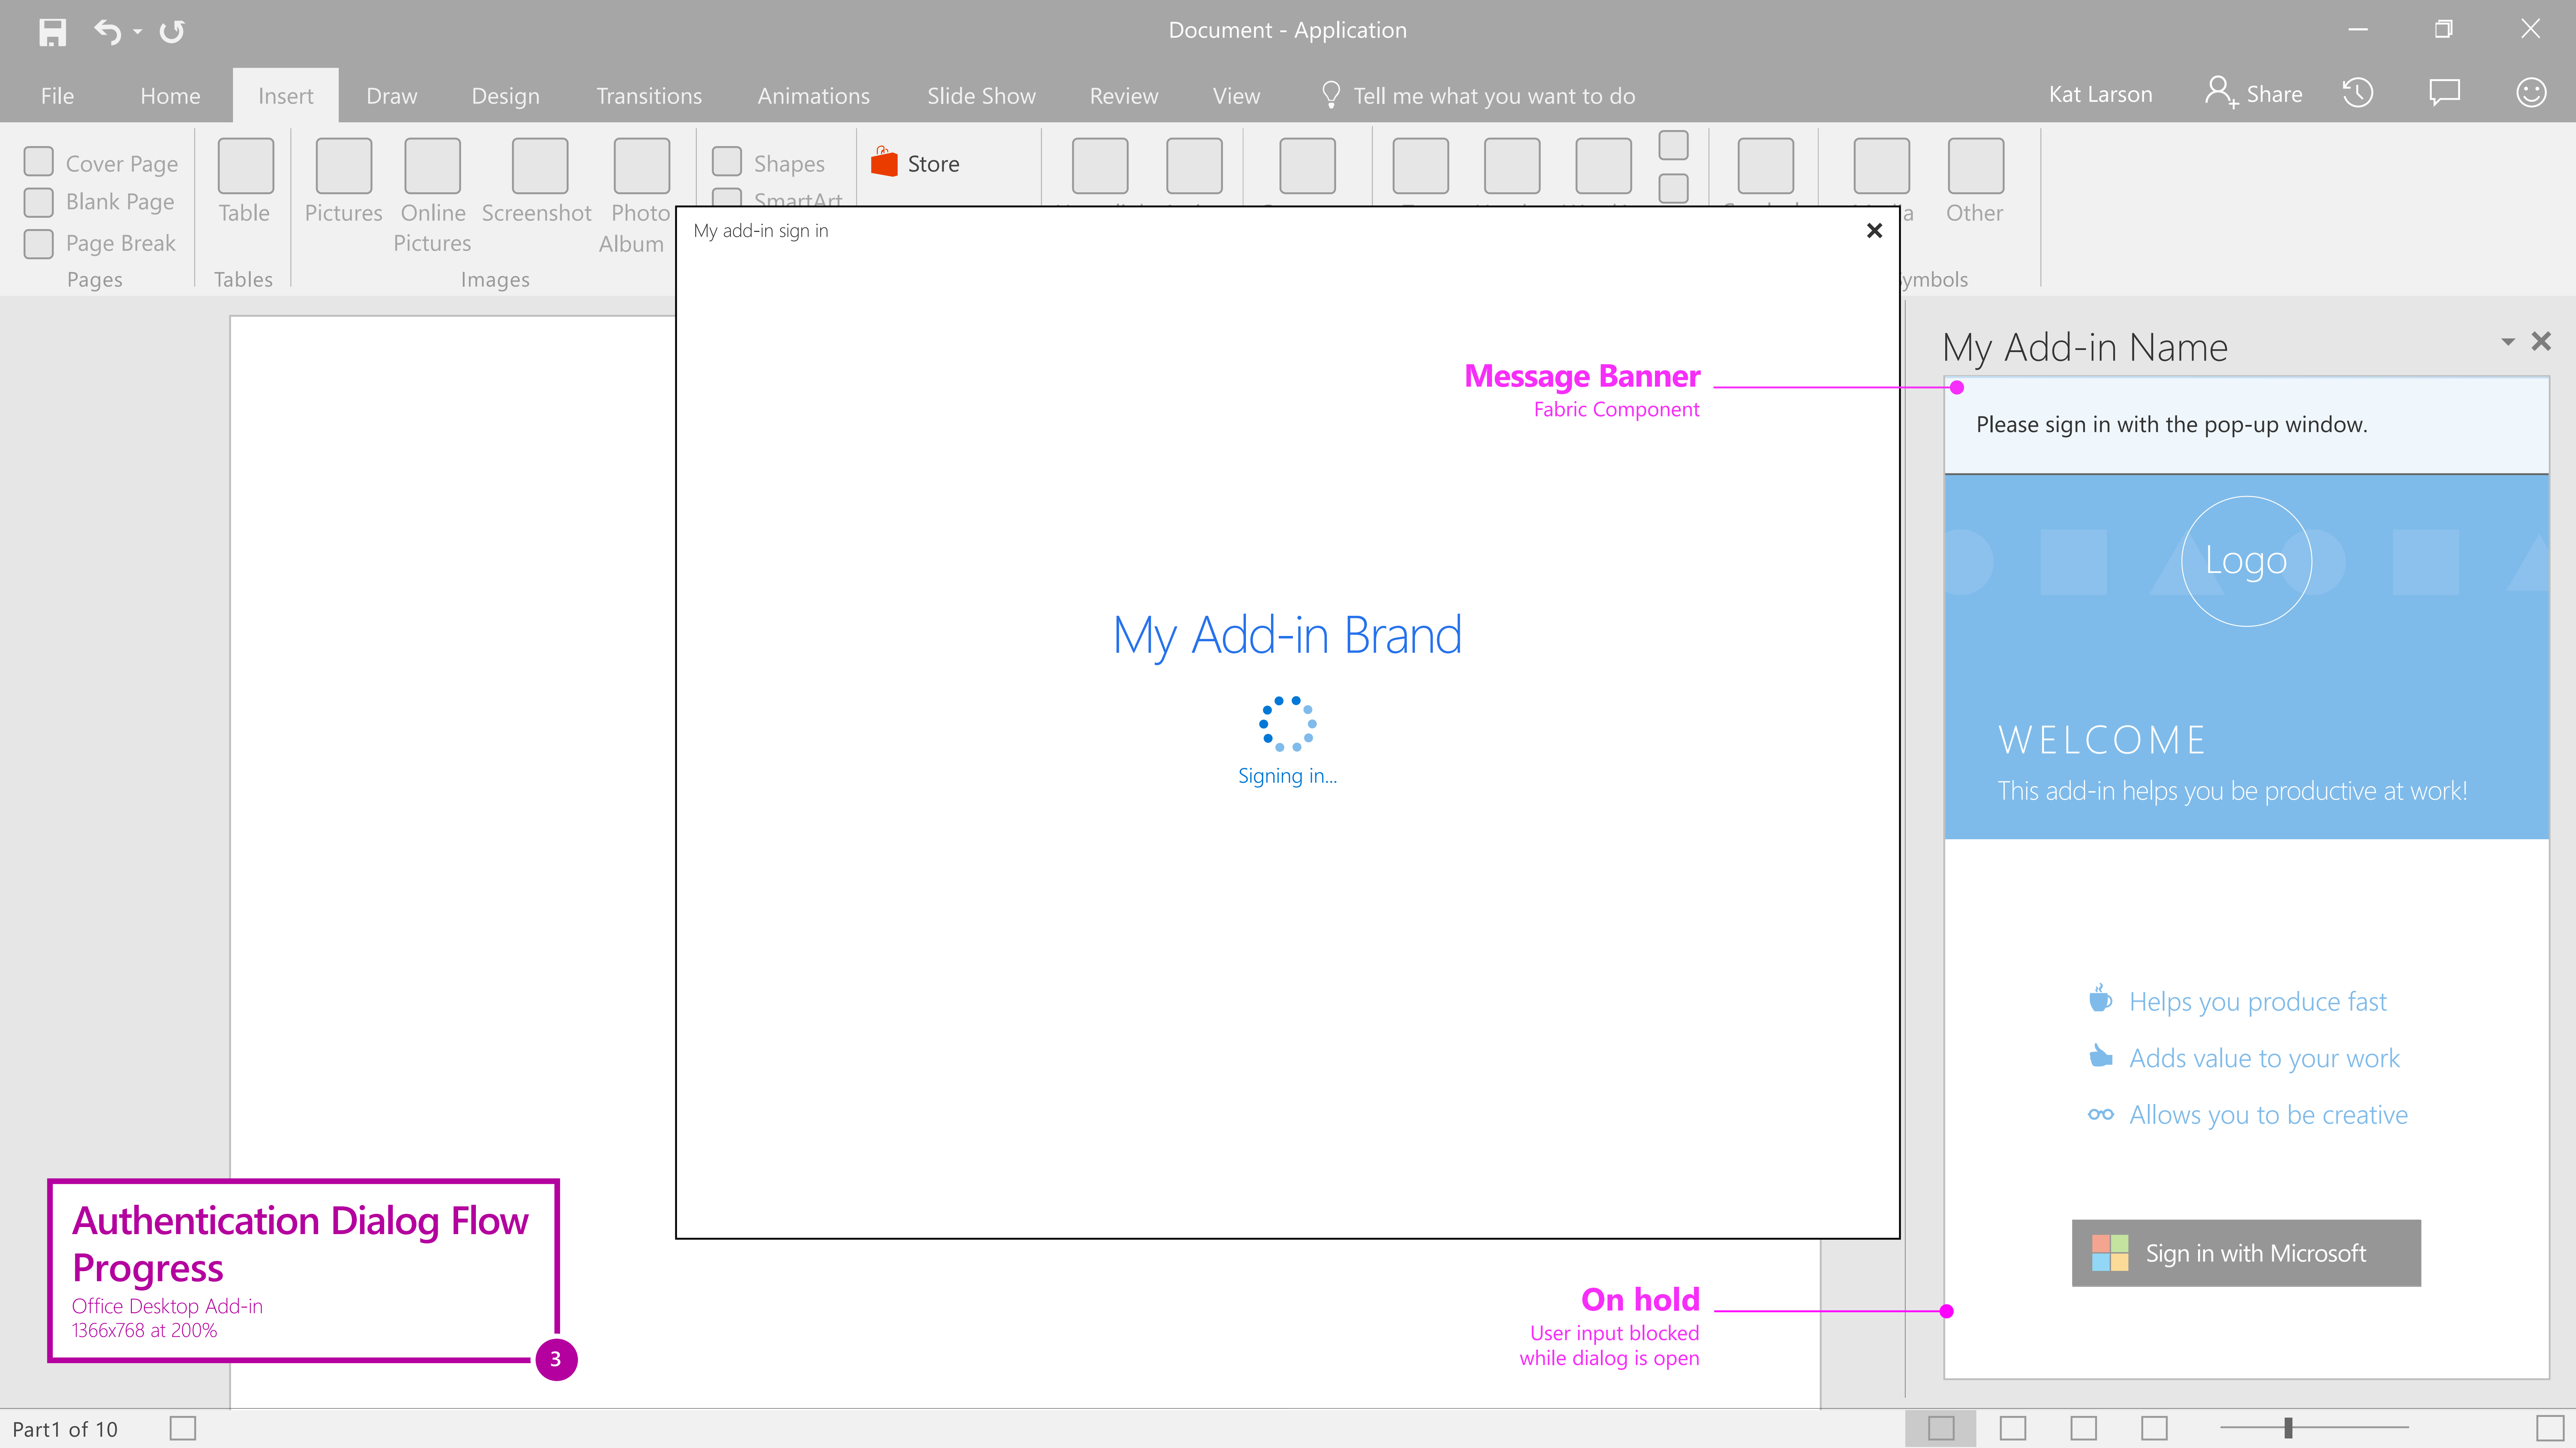 Document - Application
File
Home
Insert
Draw
Design
Transitions
Animations
Slide Show
Review
View
Tell me what you want to do
Kat Larson
Share
Cover Page
Blank Page
Page Break
Pages
Table
Tables
Pictures
Online
Pictures
Screenshot
Photo
Album
Images
Shapes
SmartArt
Store
Other
ymbols
My add-in sign in
Message Banner
Fabric Component
My Add-in Brand
Signing in...
My Add-in Name
Please sign in with the pop-up window.
Logo
WELCOME
This add-in helps you be productive at work!
Helps you produce fast
Adds value to your work
Allows you to be creative
Sign in with Microsoft
On hold
User input blocked
while dialog is open
Authentication Dialog Flow
Progress
Office Desktop Add-in
1366x768 at 200%
3
Part1 of 10